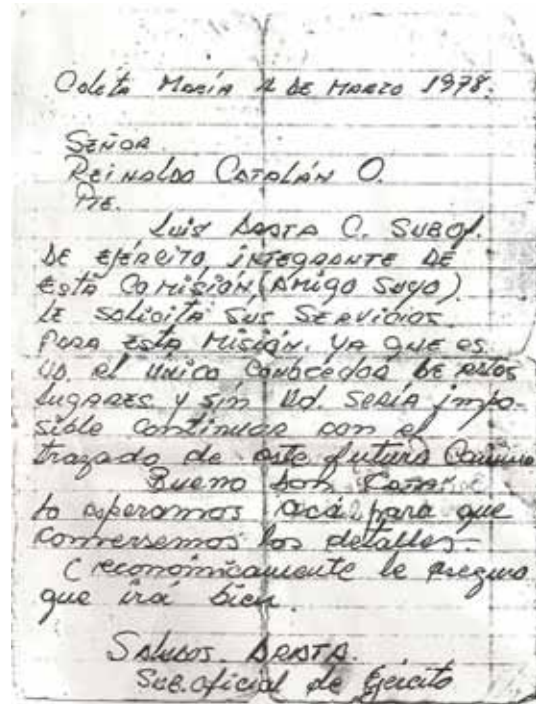 Caleta María 4 DE MARZO 1978.
SEÑOR
REINALDO CATALÁN O.
PTE.
LUIS ARATA C. SUBOf.
DE EJÉRCITO, INTEGRANTE DE
ESTA COMISIÓN (AMIGO SUYO)
LE SOLICITA SUS SERVICIOS
PARA ESTA MISIÓN. YA QUE ES
UD. el ÚNICO CONOCEDOR DE ESTOS
LUGARES Y SIN Ud. SERÍA impo-
sible continuar con el
trazado de este futuro Camino
Bueno Don
lo esperamos acá para que
conversemos los detalles.
(económicamente le aseguro
que irá bien.
SALUDOS. ARATA.
Sub.oficial de Ejército